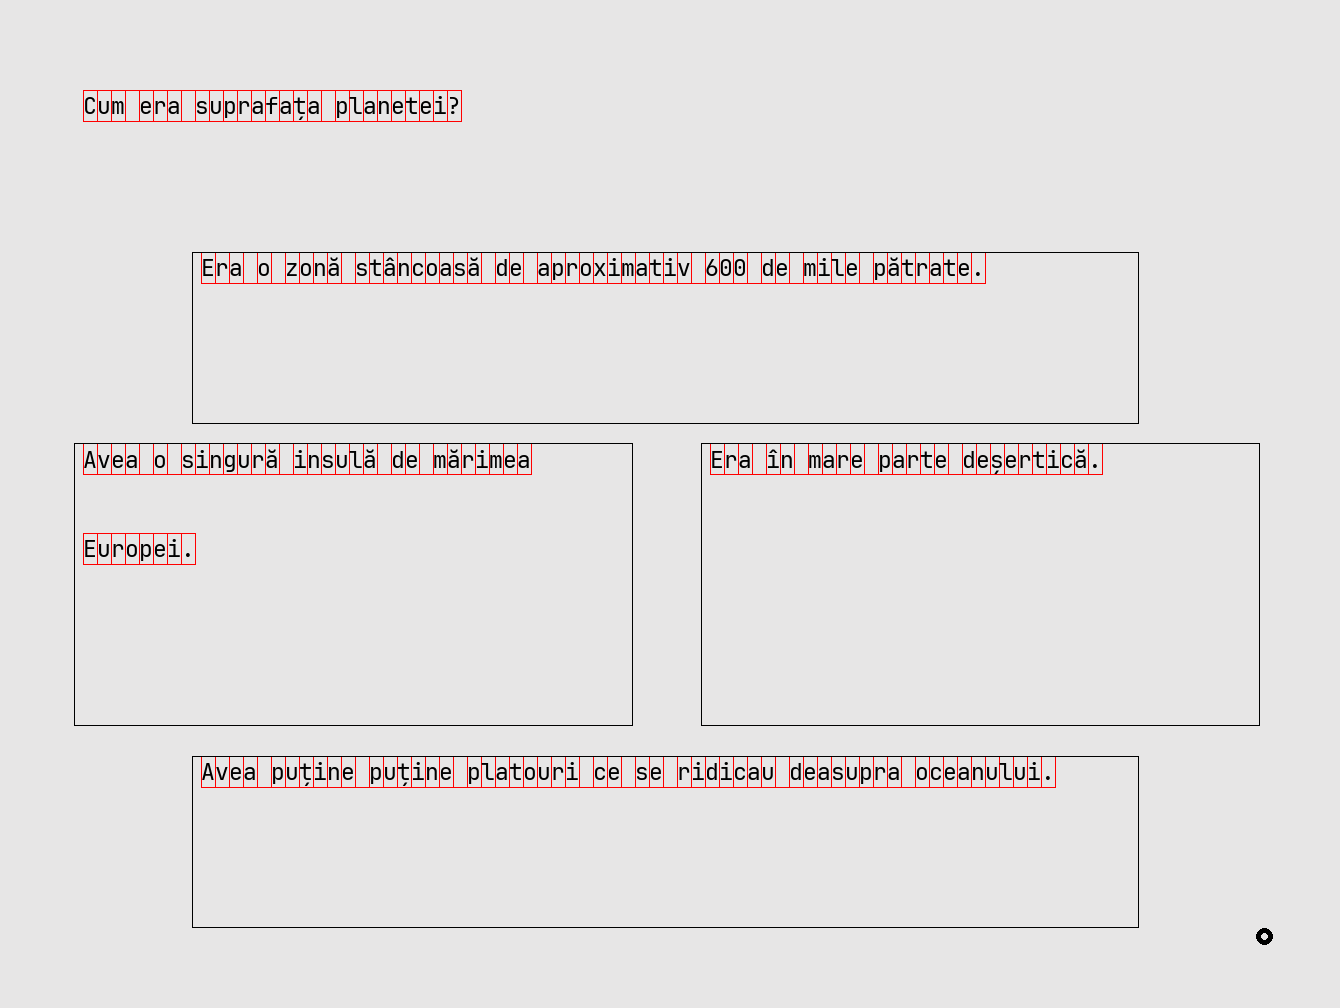 Cum era suprafața planetei?
Era o zonă stâncoasă de aproximativ 600 de mile pătrate.
Avea o singură insulă de mărimea
Europei.
Era în mare parte deșertică.
Avea puține puține platouri ce se ridicau deasupra oceanului.